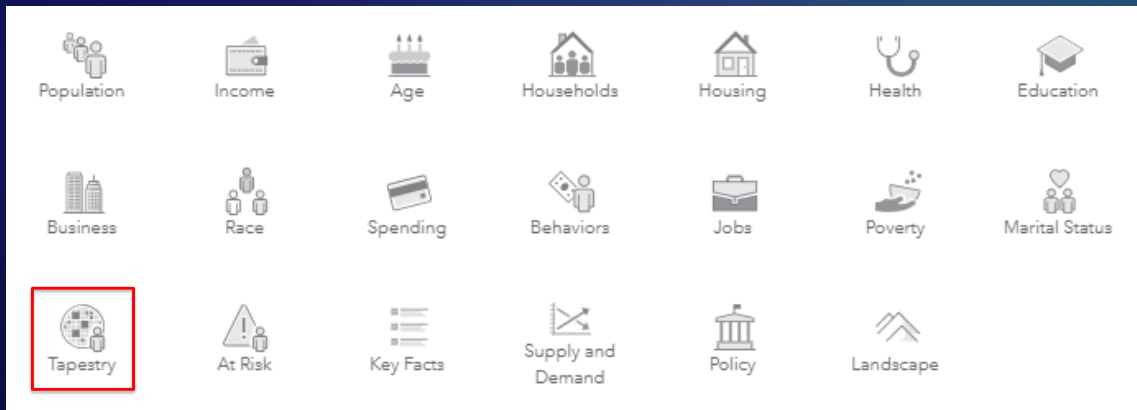 Population
Income
Age
Households
Housing
Health
Education
Business
Race
Spending
Behaviors
Jobs
Poverty
Marital Status
Tapestry
At Risk
Key Facts
Supply and
Demand
Policy
Landscape